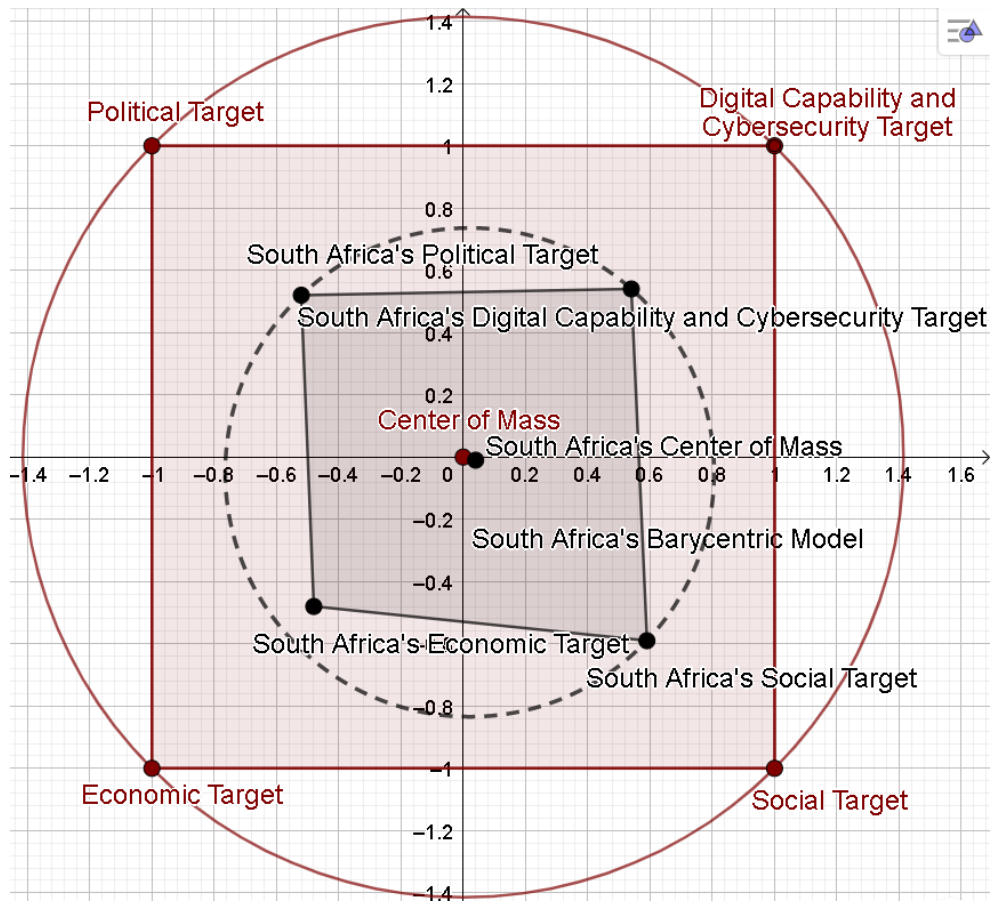 1.4
1.2
Political Target
Digital Capability and
Cybersecurity Target
1
0.8
South Africa's Political Target
0.6
South Africa's Digital Capability and Cybersecurity Target
0.4
0.2
Center of Mass
South Africa's Center of Mass
−1.4 −1.2 −1 −0.8 −0.6 −0.4 −0.2 0 0.2 0.4 0.6 0.8 1 1.2 1.4 1.6
−0.2
South Africa's Barycentric Model
−0.4
South Africa's Economic Target
South Africa's Social Target
−0.8
−1
Economic Target
Social Target
−1.2
−1.4